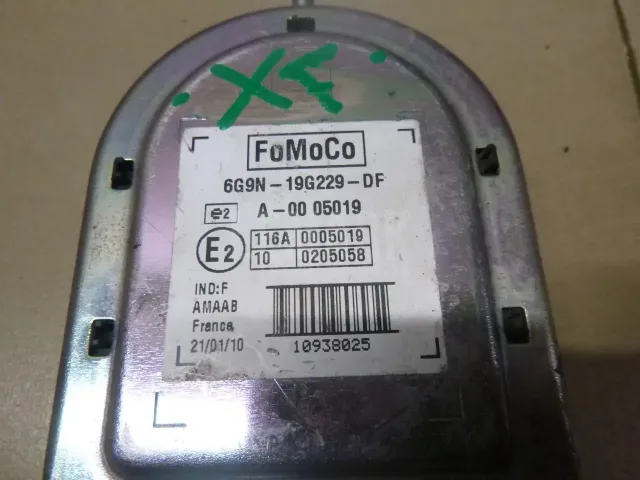 XL
FoMoCo
6G9N-19G229-DF
e2 A-00 05019
E2 116A 0005019
10 0205058
IND:F
AMAAB
France
21/01/10
10938025